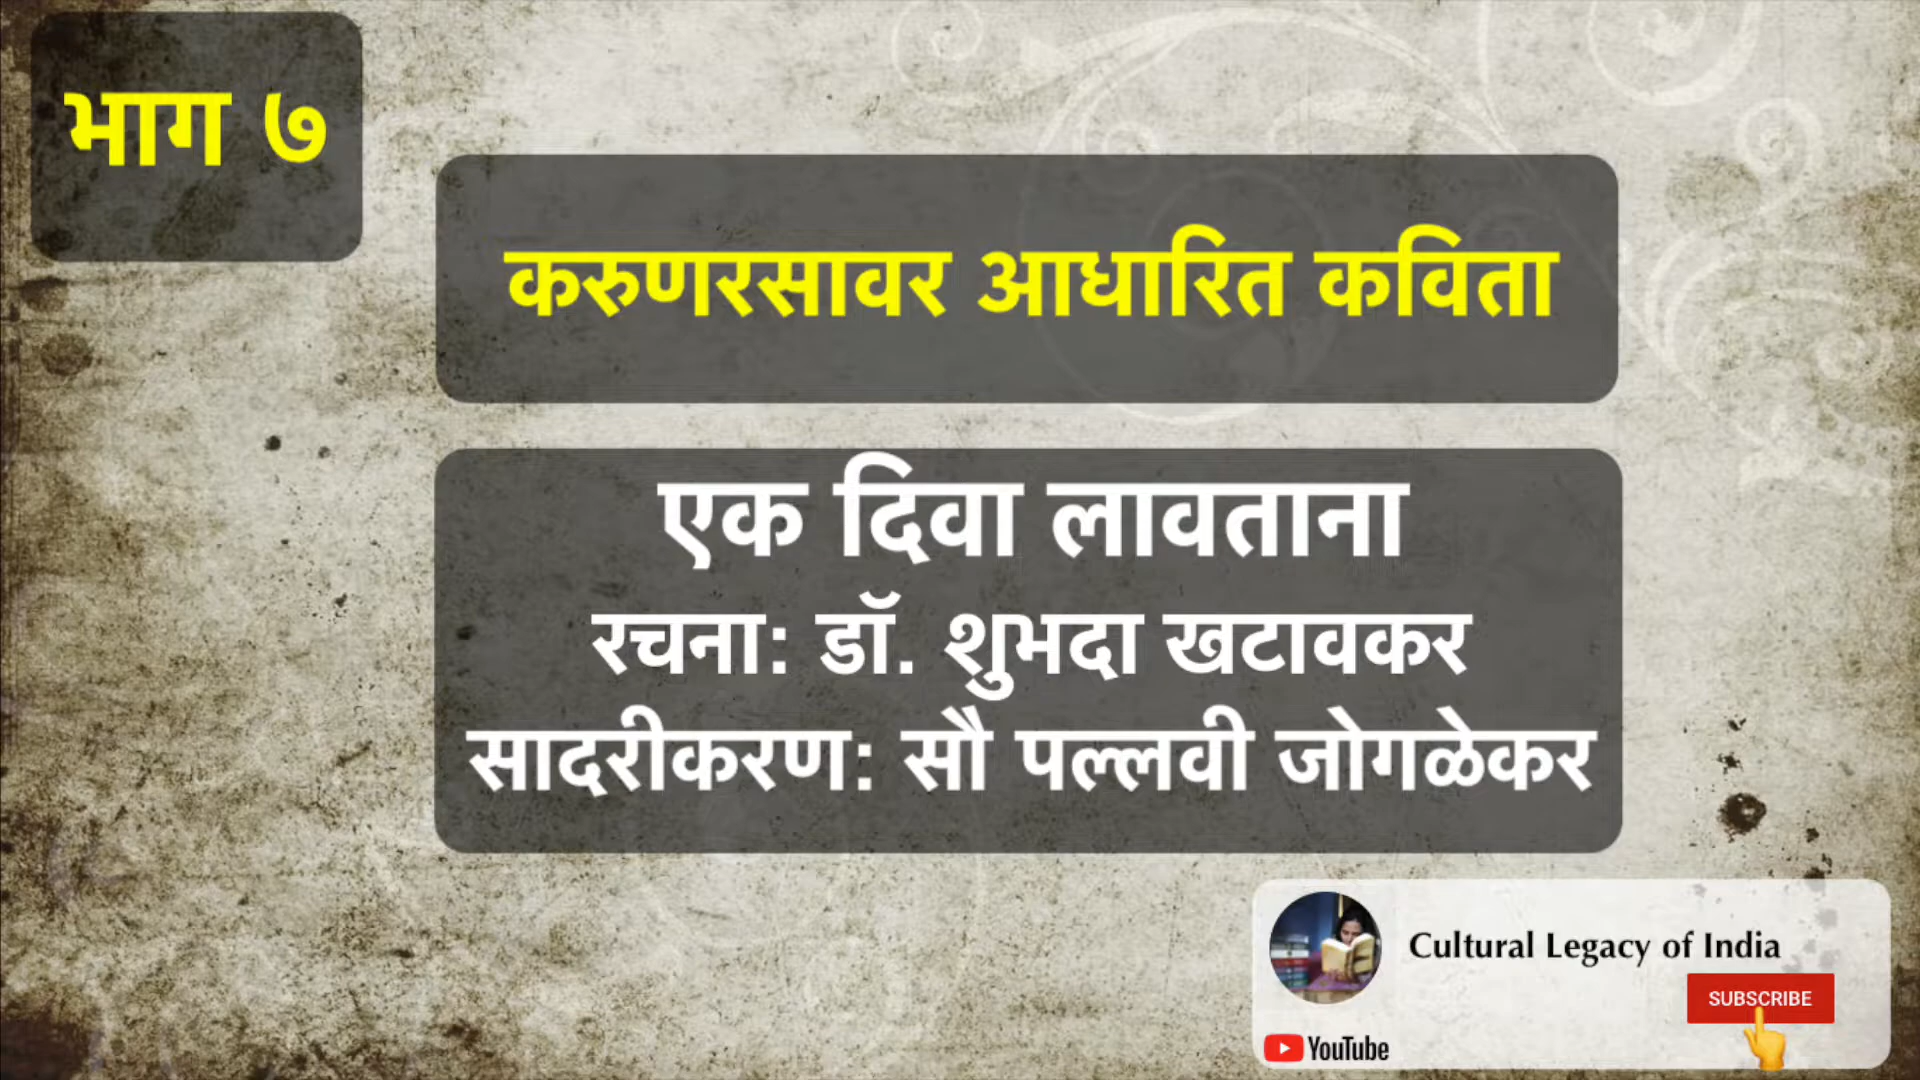 भाग ७
करुणरसावर आधारित कविता
एक दिवा लावताना
रचना: डॉ. शुभदा खटावकर
सादरीकरण: सौ पल्लवी जोगळेकर
Cultural Legacy of India
SUBSCRIBE
YouTube